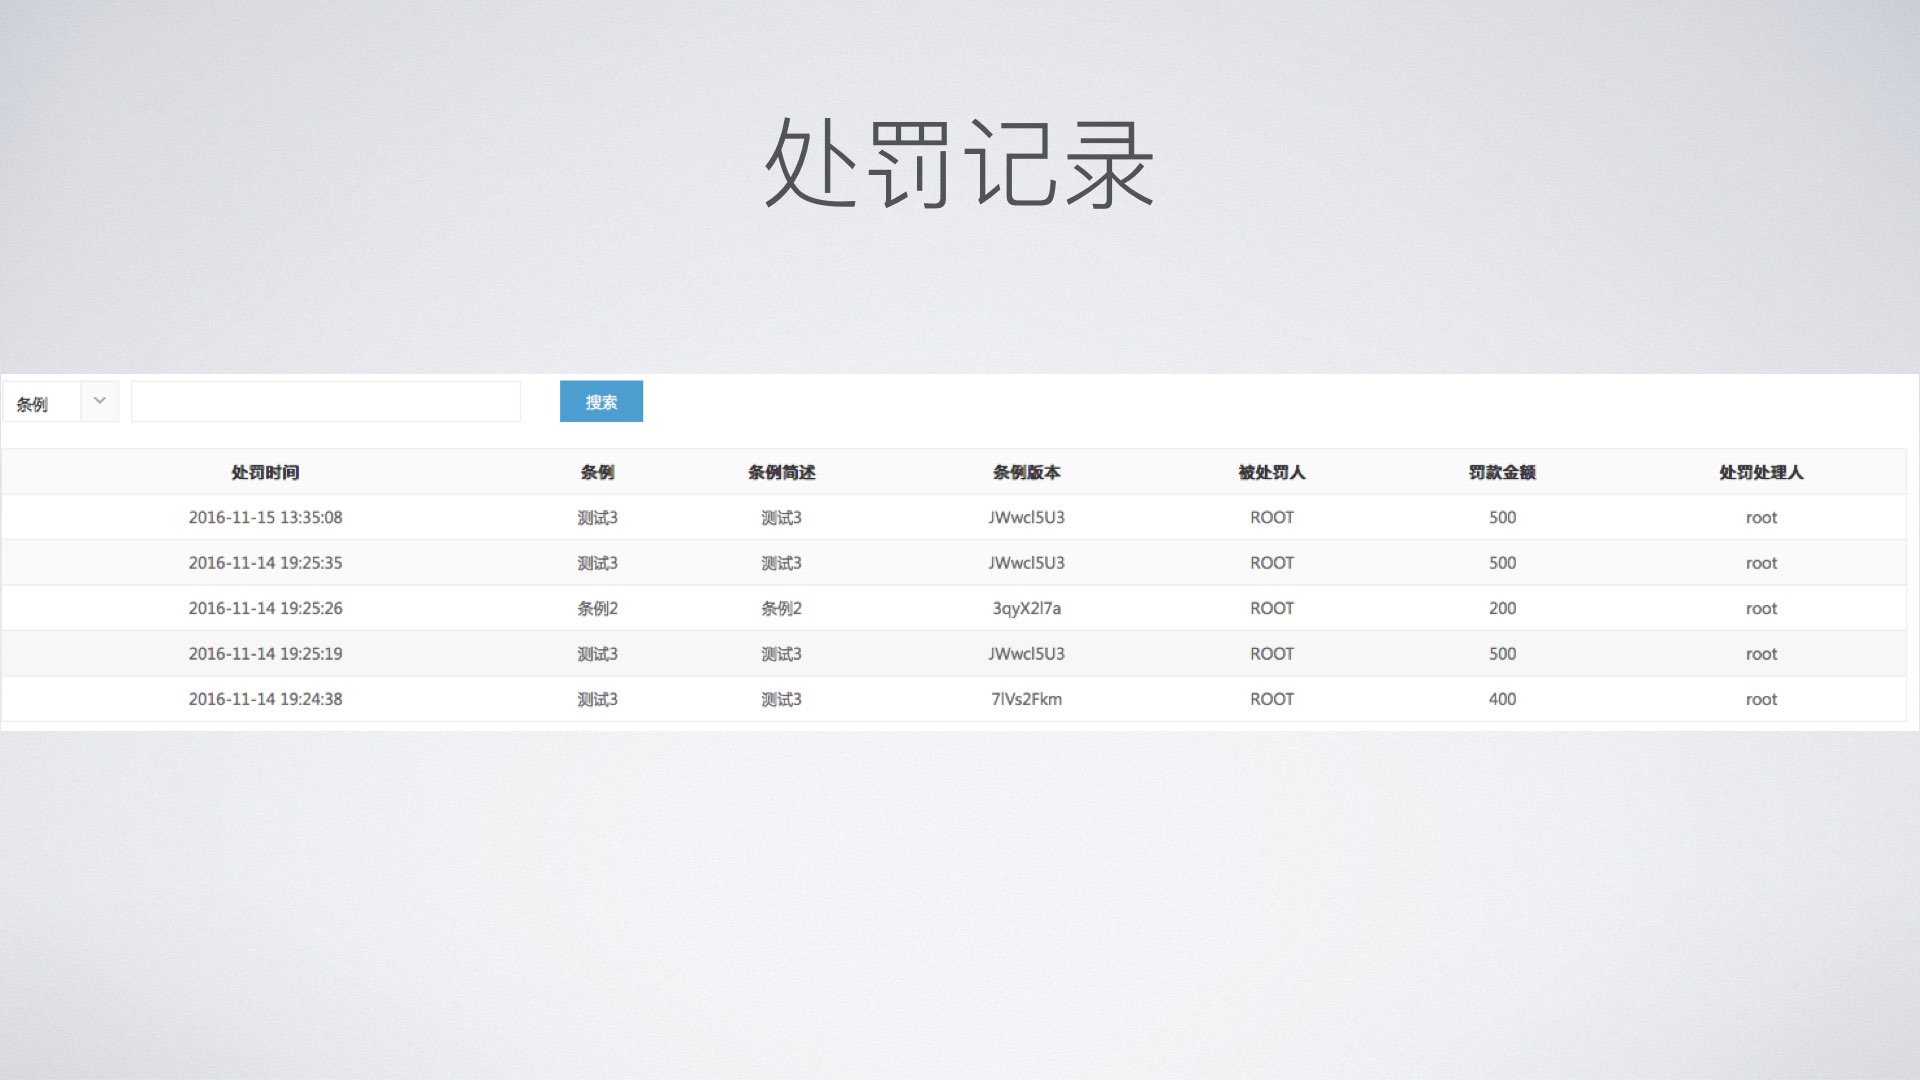 处罚记录
条例 搜索
处罚时间 条例 条例简述 条例版本 被处罚人 罚款金额 处罚处理人
2016-11-15 13:35:08 测试3 测试3 JWwcl5U3 ROOT 500 root
2016-11-14 19:25:35 测试3 测试3 JWwcl5U3 ROOT 500 root
2016-11-14 19:25:26 条例2 条例2 3qyX2l7a ROOT 200 root
2016-11-14 19:25:19 测试3 测试3 JWwcl5U3 ROOT 500 root
2016-11-14 19:24:38 测试3 测试3 7lVs2Fkm ROOT 400 root